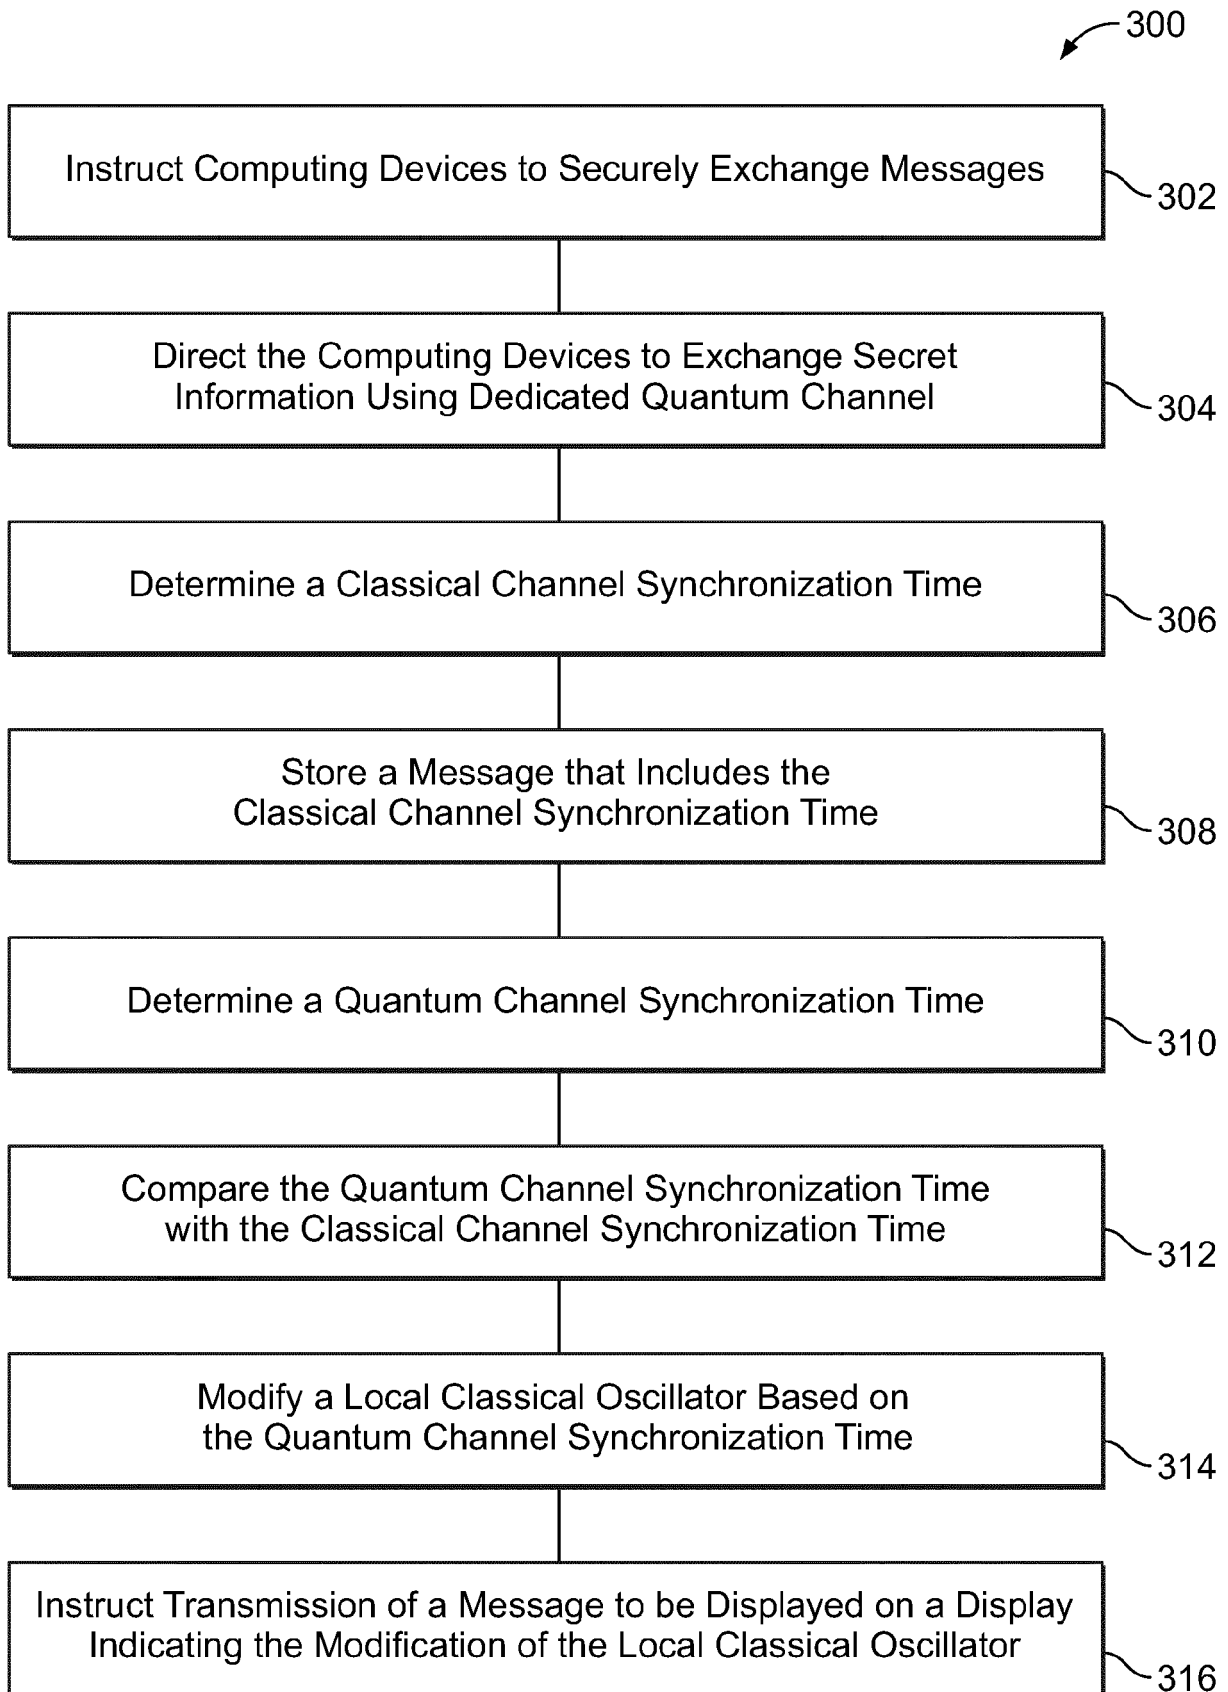 300
Instruct Computing Devices to Securely Exchange Messages
302
Direct the Computing Devices to Exchange Secret
Information Using Dedicated Quantum Channel
304
Determine a Classical Channel Synchronization Time
306
Store a Message that Includes the
Classical Channel Synchronization Time
308
Determine a Quantum Channel Synchronization Time
310
Compare the Quantum Channel Synchronization Time
with the Classical Channel Synchronization Time
312
Modify a Local Classical Oscillator Based on
the Quantum Channel Synchronization Time
314
Instruct Transmission of a Message to be Displayed on a Display
Indicating the Modification of the Local Classical Oscillator
316